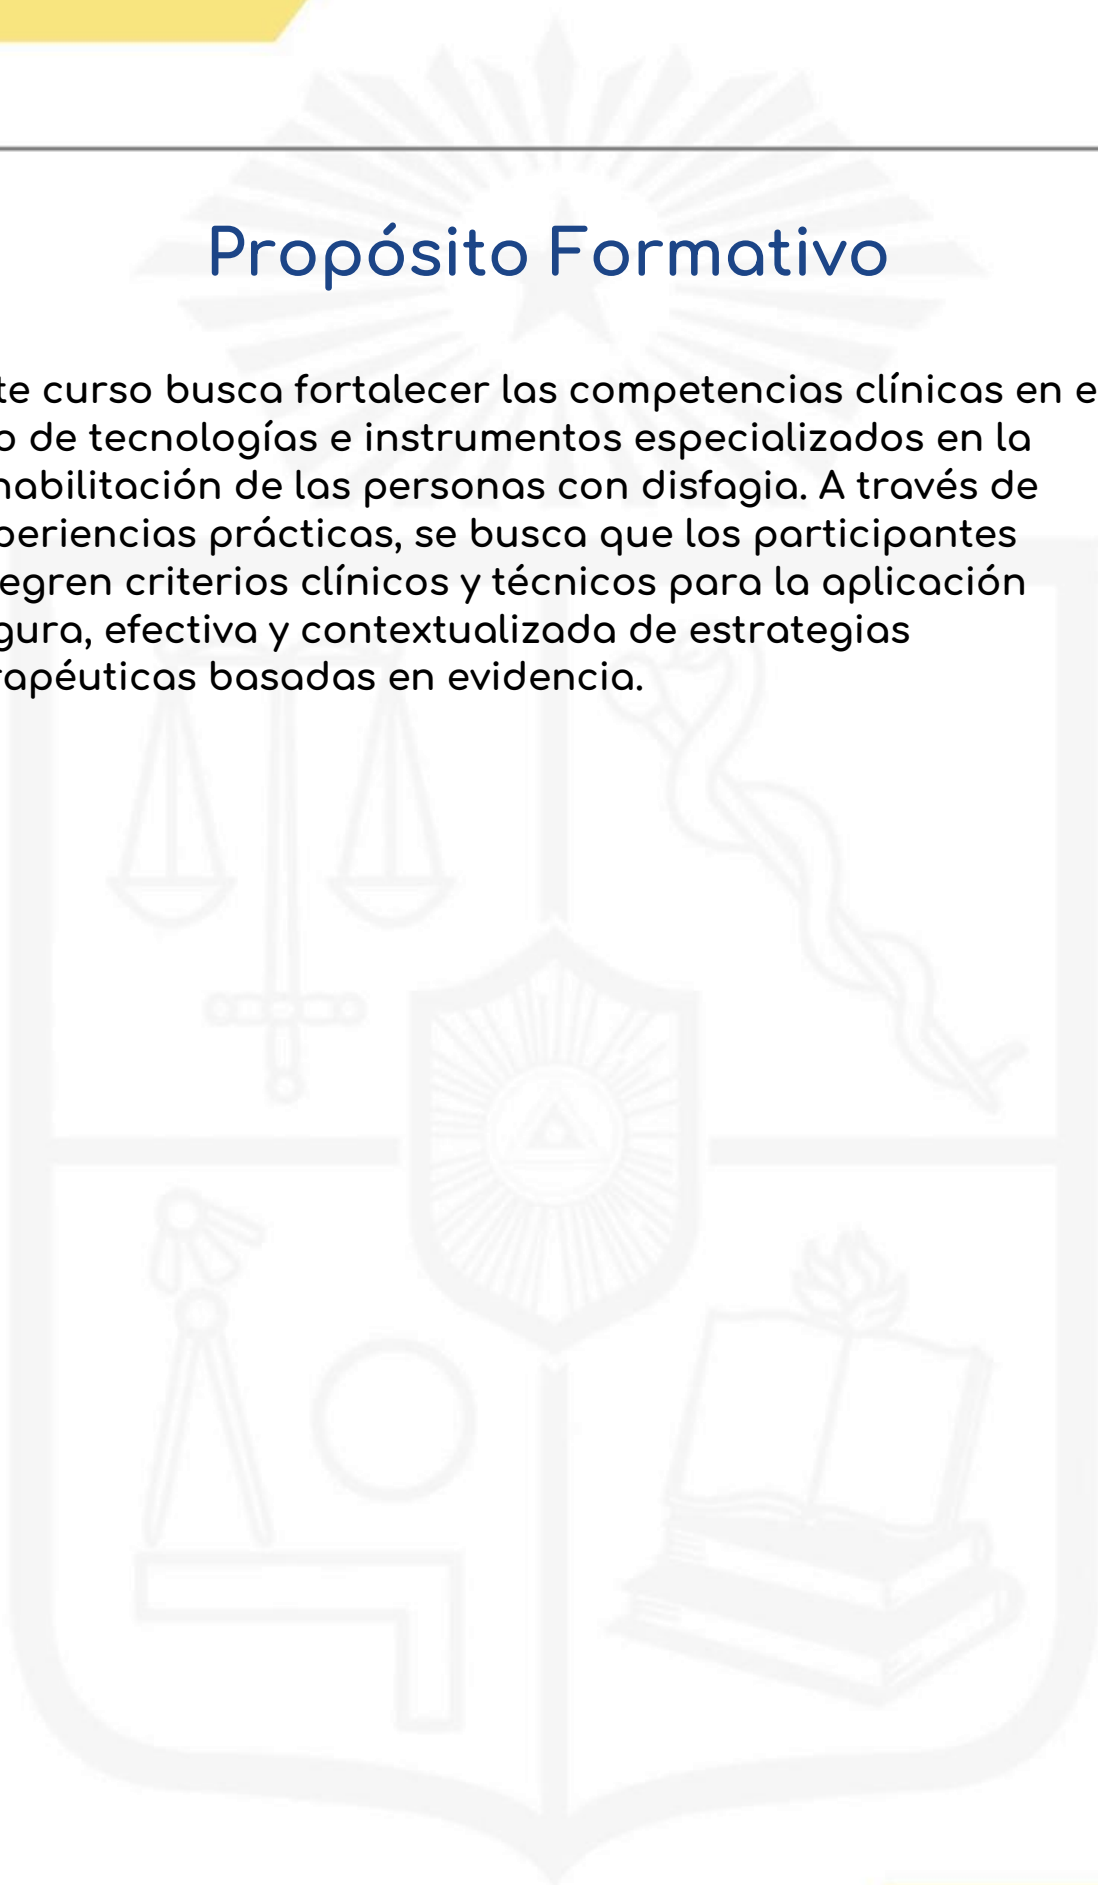 Propósito Formativo
te curso busca fortalecer las competencias clínicas en e
o de tecnologías e instrumentos especializados en la
habilitación de las personas con disfagia. A través de
periencias prácticas, se busca que los participantes
egren criterios clínicos y técnicos para la aplicación
gura, efectiva y contextualizada de estrategias
rapéuticas basadas en evidencia.